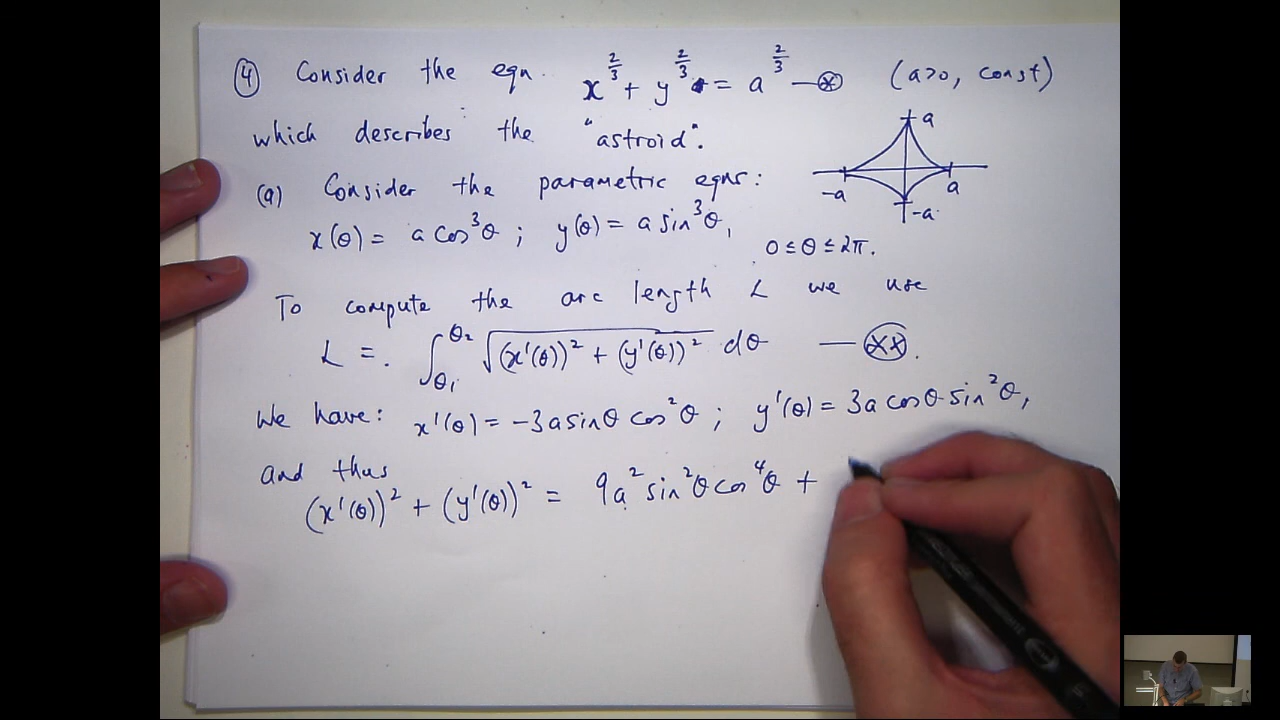 ④ Consider the eqn. x^{2/3} + y^{2/3} = a^{2/3} —⊛ (a>0, const)
which describes the "astroid".
a
-a a
-a
(a) Consider the parametric eqns:
x(θ) = a cos³θ ; y(θ) = a sin³θ, 0 ≤ θ ≤ 2π.
To compute the arc length L we use
L = ∫_{θ₁}^{θ₂} √((x'(θ))² + (y'(θ))²) dθ — (**).
We have: x'(θ) = -3a sinθ cos²θ ; y'(θ) = 3a cosθ sin²θ,
and thus
(x'(θ))² + (y'(θ))² = 9a² sin²θ cos⁴θ +